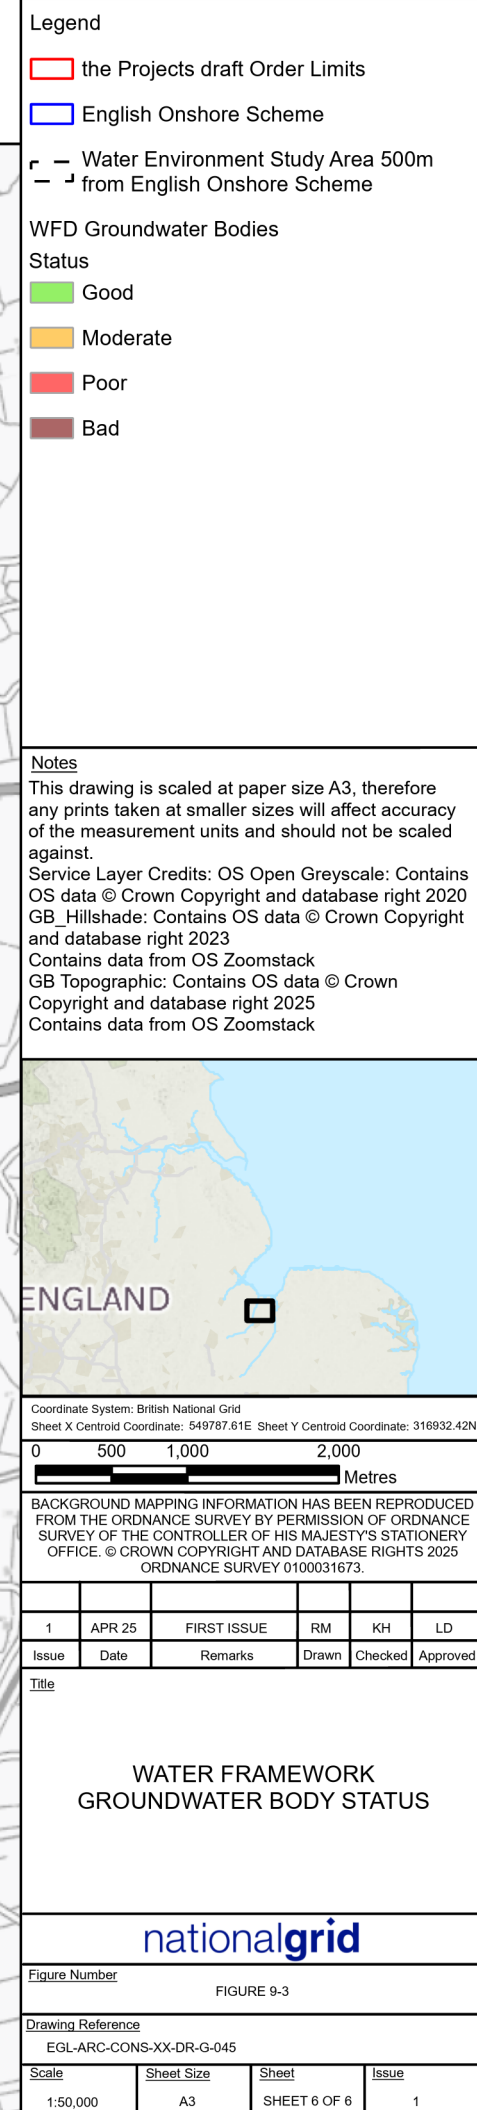 Legend
the Projects draft Order Limits
English Onshore Scheme
Water Environment Study Area 500m
from English Onshore Scheme
WFD Groundwater Bodies
Status
Good
Moderate
Poor
Bad
Notes
This drawing is scaled at paper size A3, therefore
any prints taken at smaller sizes will affect accuracy
of the measurement units and should not be scaled
against.
Service Layer Credits: OS Open Greyscale: Contains
OS data © Crown Copyright and database right 2020
GB_Hillshade: Contains OS data © Crown Copyright
and database right 2023
Contains data from OS Zoomstack
GB Topographic: Contains OS data © Crown
Copyright and database right 2025
Contains data from OS Zoomstack
ENGLAND
Coordinate System: British National Grid
Sheet X Centroid Coordinate: 549787.61E Sheet Y Centroid Coordinate: 316932.42N
0 500 1,000 2,000
Metres
BACKGROUND MAPPING INFORMATION HAS BEEN REPRODUCED
FROM THE ORDNANCE SURVEY BY PERMISSION OF ORDNANCE
SURVEY OF THE CONTROLLER OF HIS MAJESTY'S STATIONERY
OFFICE. © CROWN COPYRIGHT AND DATABASE RIGHTS 2025
ORDNANCE SURVEY 0100031673.
1 APR 25 FIRST ISSUE RM KH LD
Issue Date Remarks Drawn Checked Approved
Title
WATER FRAMEWORK
GROUNDWATER BODY STATUS
nationalgrid
Figure Number
FIGURE 9-3
Drawing Reference
EGL-ARC-CONS-XX-DR-G-045
Scale Sheet Size Sheet Issue
1:50,000 A3 SHEET 6 OF 6 1